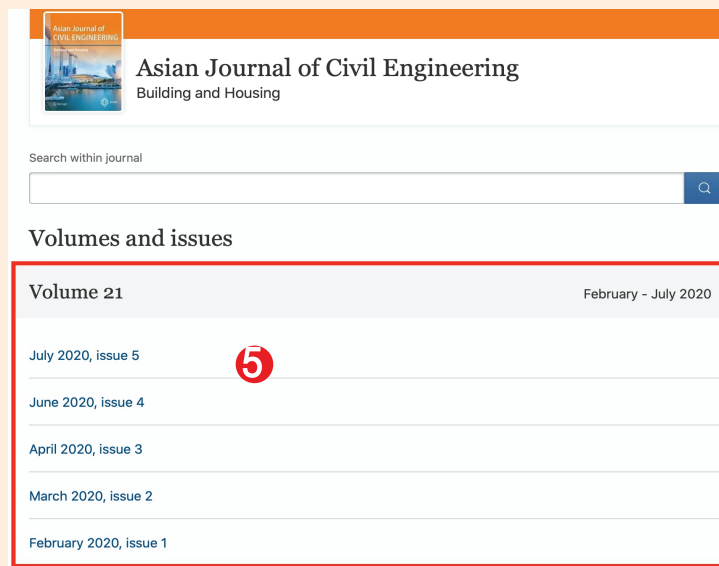 Asian Journal of
CIVIL ENGINEERING
Asian Journal of Civil Engineering
Building and Housing
Search within journal
Volumes and issues
Volume 21
February - July 2020
July 2020, issue 5
5
June 2020, issue 4
April 2020, issue 3
March 2020, issue 2
February 2020, issue 1